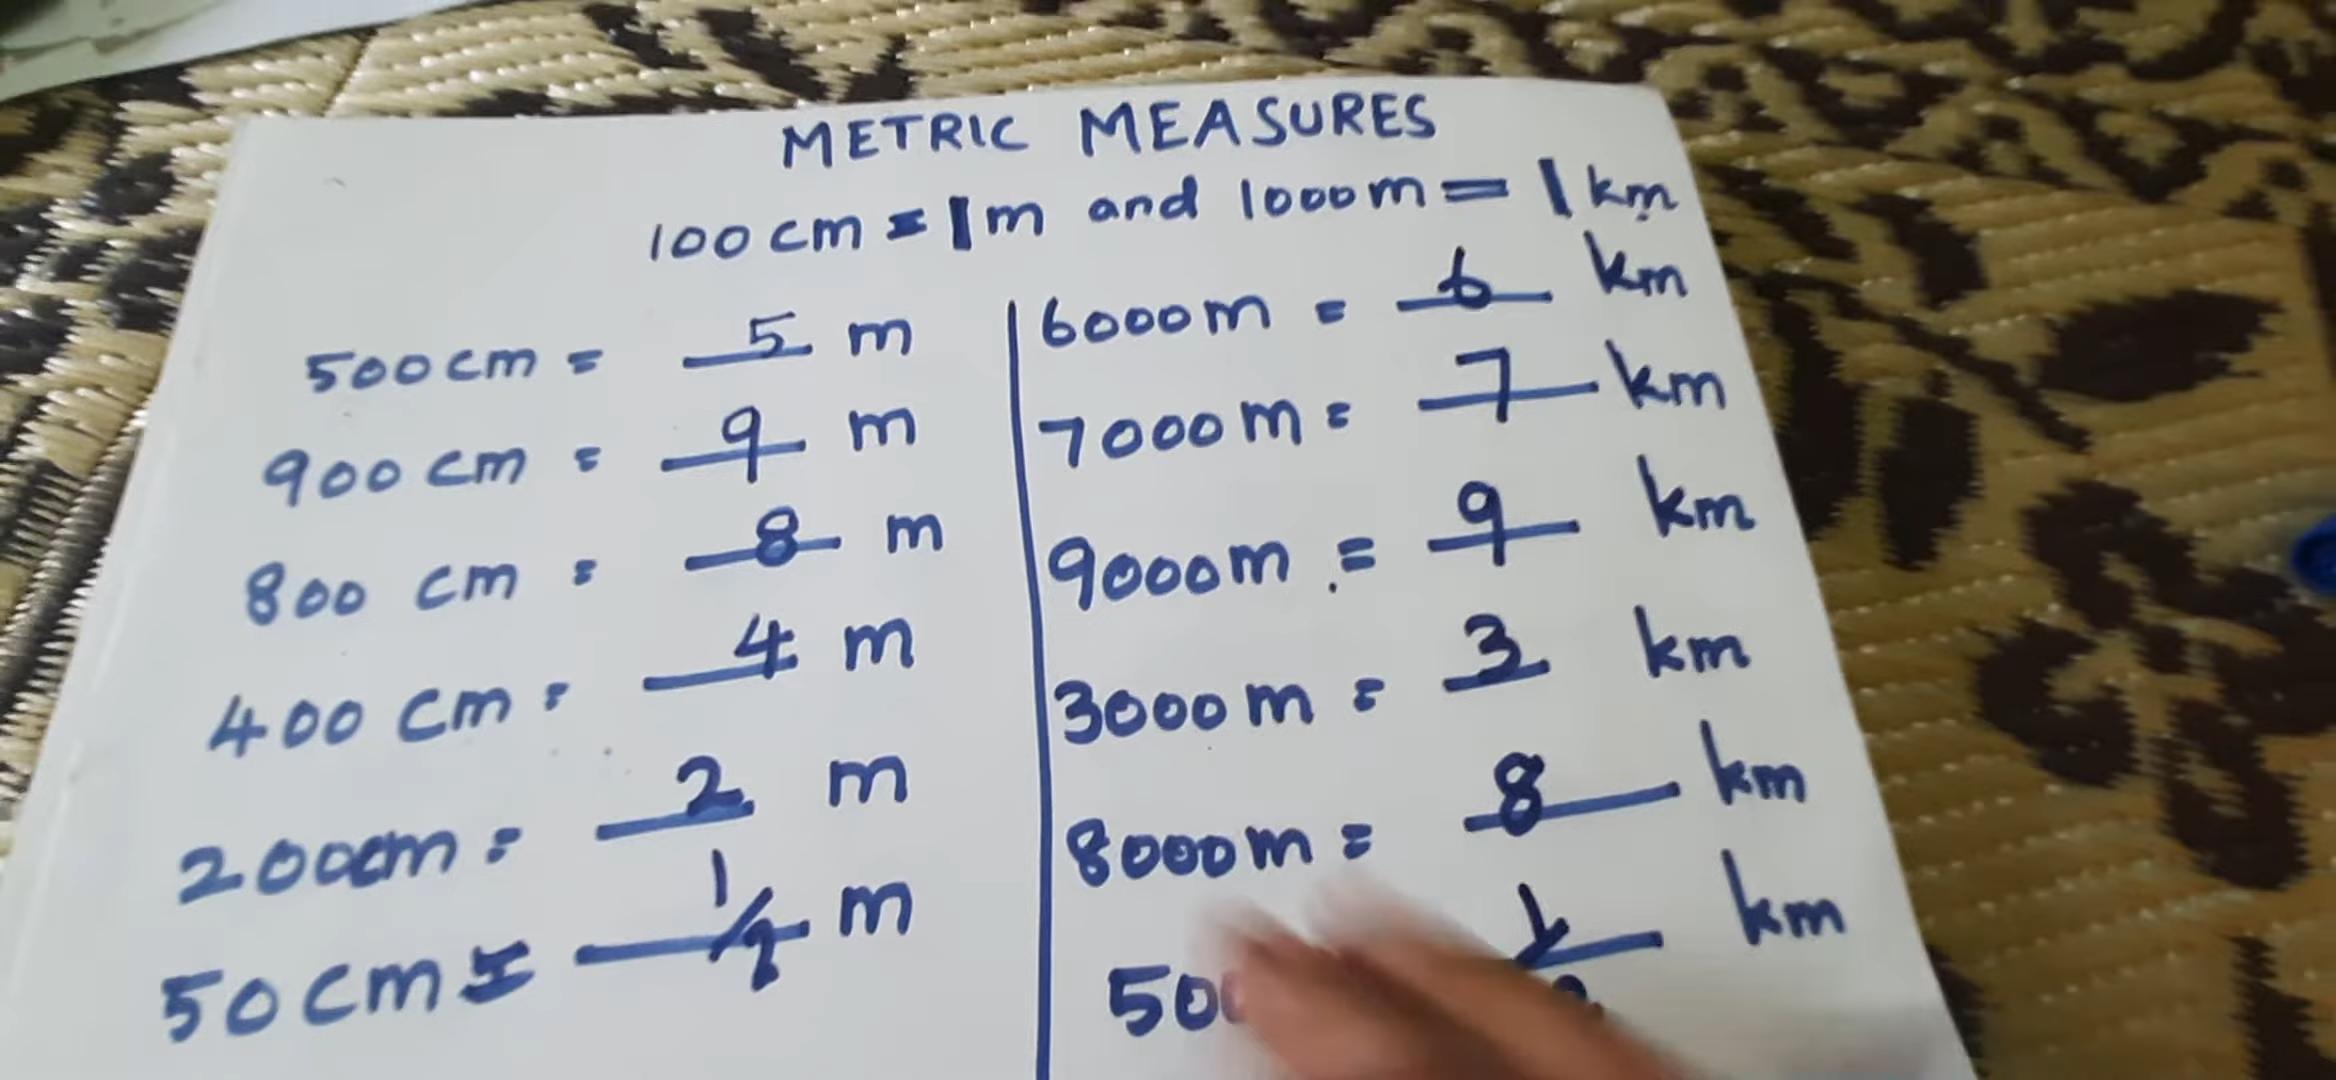 METRIC MEASURES
100 cm = 1 m and 1000 m = 1 km
500 cm = 5 m
900 cm = 9 m
800 cm = 8 m
400 cm = 4 m
200 cm = 2 m
50 cm = 1/2 m
6000 m = 6 km
7000 m = 7 km
9000 m = 9 km
3000 m = 3 km
8000 m = 8 km
km